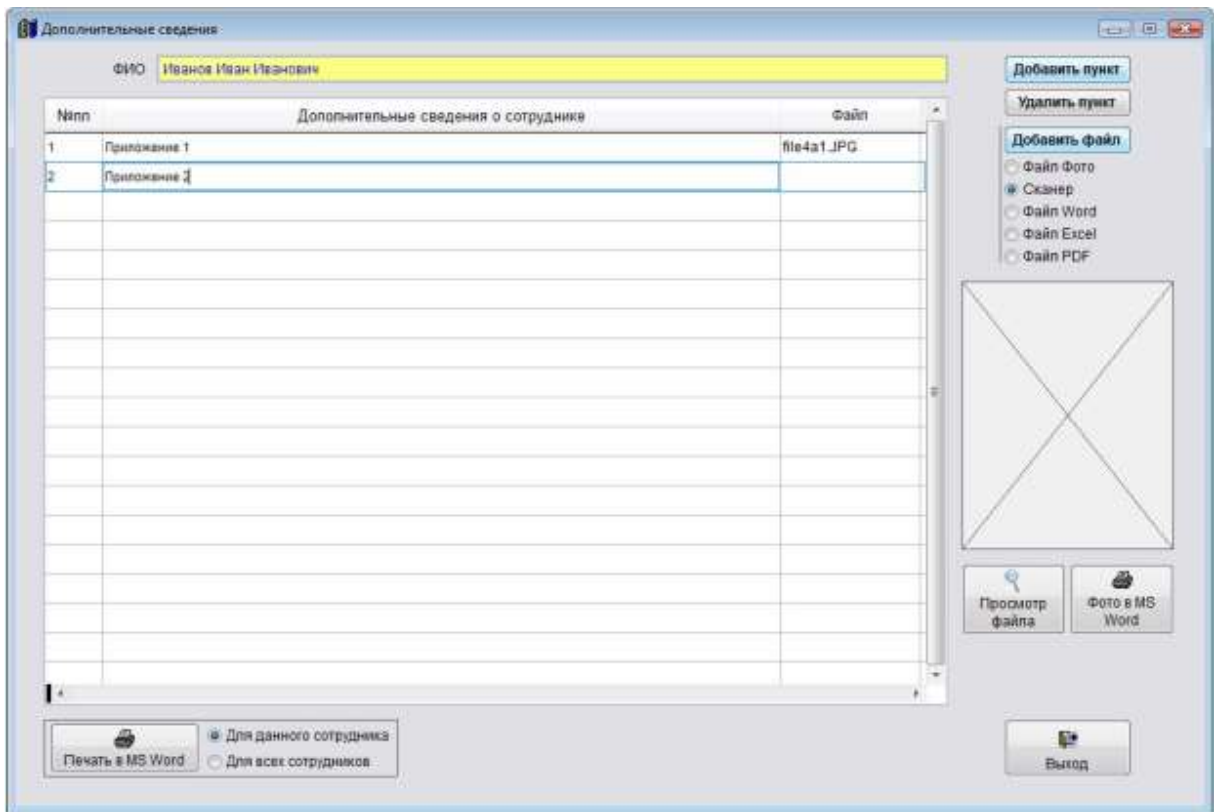 Дополнительные сведения
ФИО Иванов Иван Иванович
Добавить пункт
Удалить пункт
№пп Дополнительные сведения о сотруднике Файл
1 Приложение 1 file4a1.JPG
2 Приложение 2
Добавить файл
Файл Фото
Сканер
Файл Word
Файл Excel
Файл PDF
Просмотр файла
Фото в MS Word
Печать в MS Word
Для данного сотрудника
Для всех сотрудников
Выход